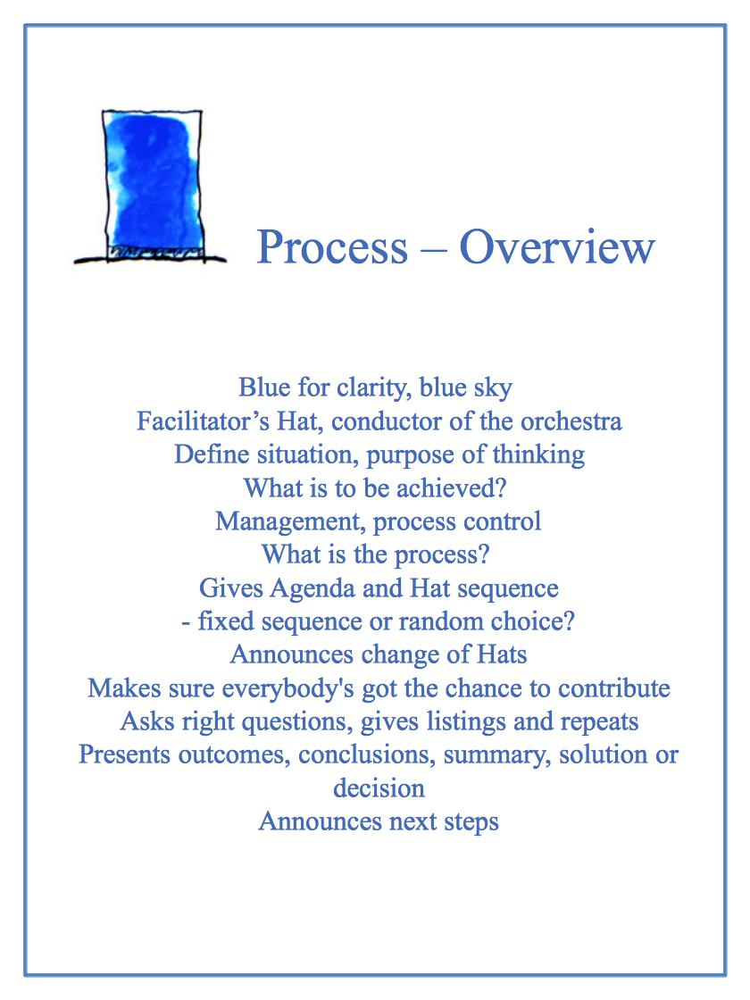 Process – Overview
Blue for clarity, blue sky
Facilitator’s Hat, conductor of the orchestra
Define situation, purpose of thinking
What is to be achieved?
Management, process control
What is the process?
Gives Agenda and Hat sequence
- fixed sequence or random choice?
Announces change of Hats
Makes sure everybody's got the chance to contribute
Asks right questions, gives listings and repeats
Presents outcomes, conclusions, summary, solution or
decision
Announces next steps